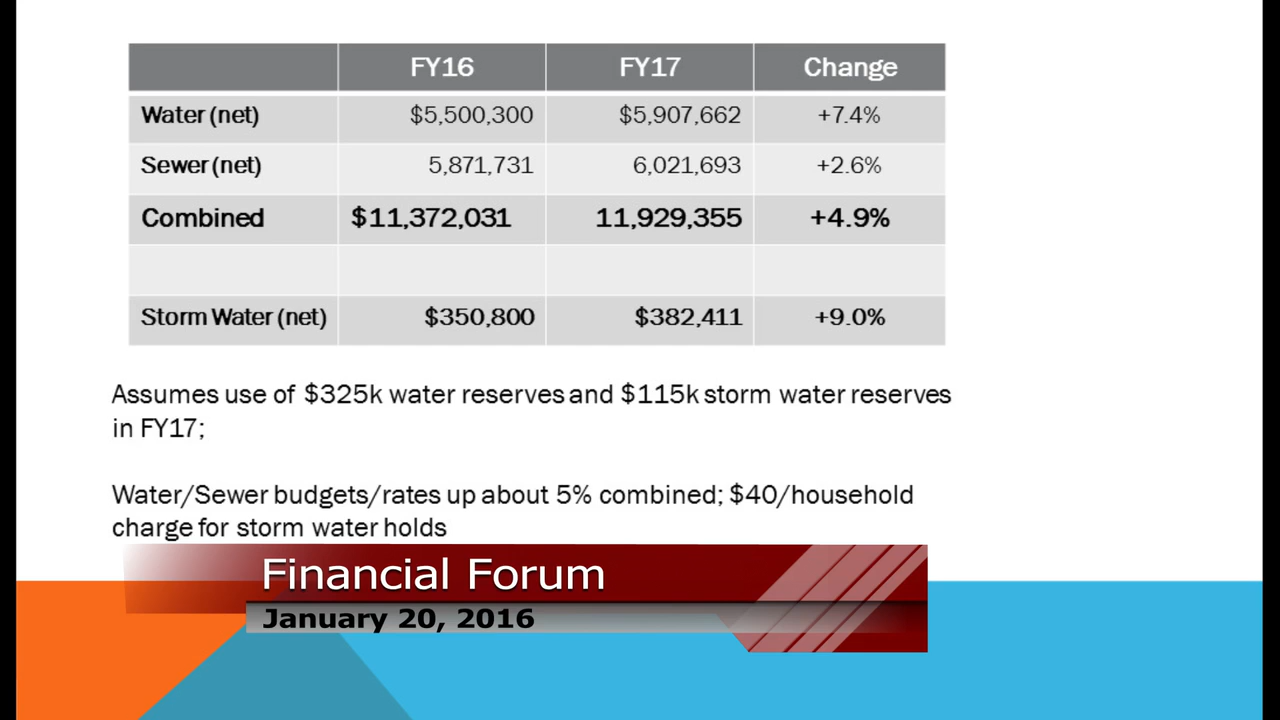 FY16 FY17 Change
Water (net) $5,500,300 $5,907,662 +7.4%
Sewer (net) 5,871,731 6,021,693 +2.6%
Combined $11,372,031 11,929,355 +4.9%
Storm Water (net) $350,800 $382,411 +9.0%
Assumes use of $325k water reserves and $115k storm water reserves
in FY17;
Water/Sewer budgets/rates up about 5% combined; $40/household
charge for storm water holds
Financial Forum
January 20, 2016